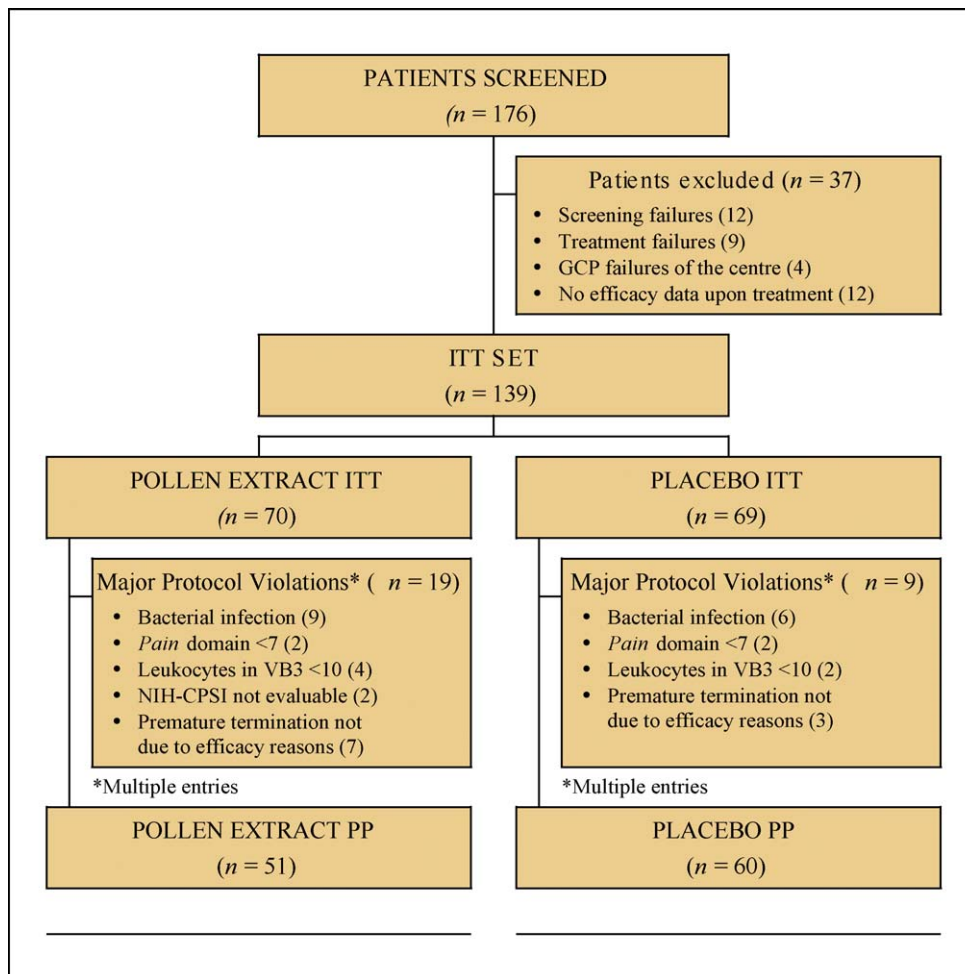 PATIENTS SCREENED
(n = 176)
Patients excluded (n = 37)
• Screening failures (12)
• Treatment failures (9)
• GCP failures of the centre (4)
• No efficacy data upon treatment (12)
ITT SET
(n = 139)
POLLEN EXTRACT ITT
(n = 70)
Major Protocol Violations* ( n = 19)
• Bacterial infection (9)
• Pain domain <7 (2)
• Leukocytes in VB3 <10 (4)
• NIH-CPSI not evaluable (2)
• Premature termination not
due to efficacy reasons (7)
*Multiple entries
POLLEN EXTRACT PP
(n = 51)
PLACEBO ITT
(n = 69)
Major Protocol Violations* ( n = 9)
• Bacterial infection (6)
• Pain domain <7 (2)
• Leukocytes in VB3 <10 (2)
• Premature termination not
due to efficacy reasons (3)
*Multiple entries
PLACEBO PP
(n = 60)